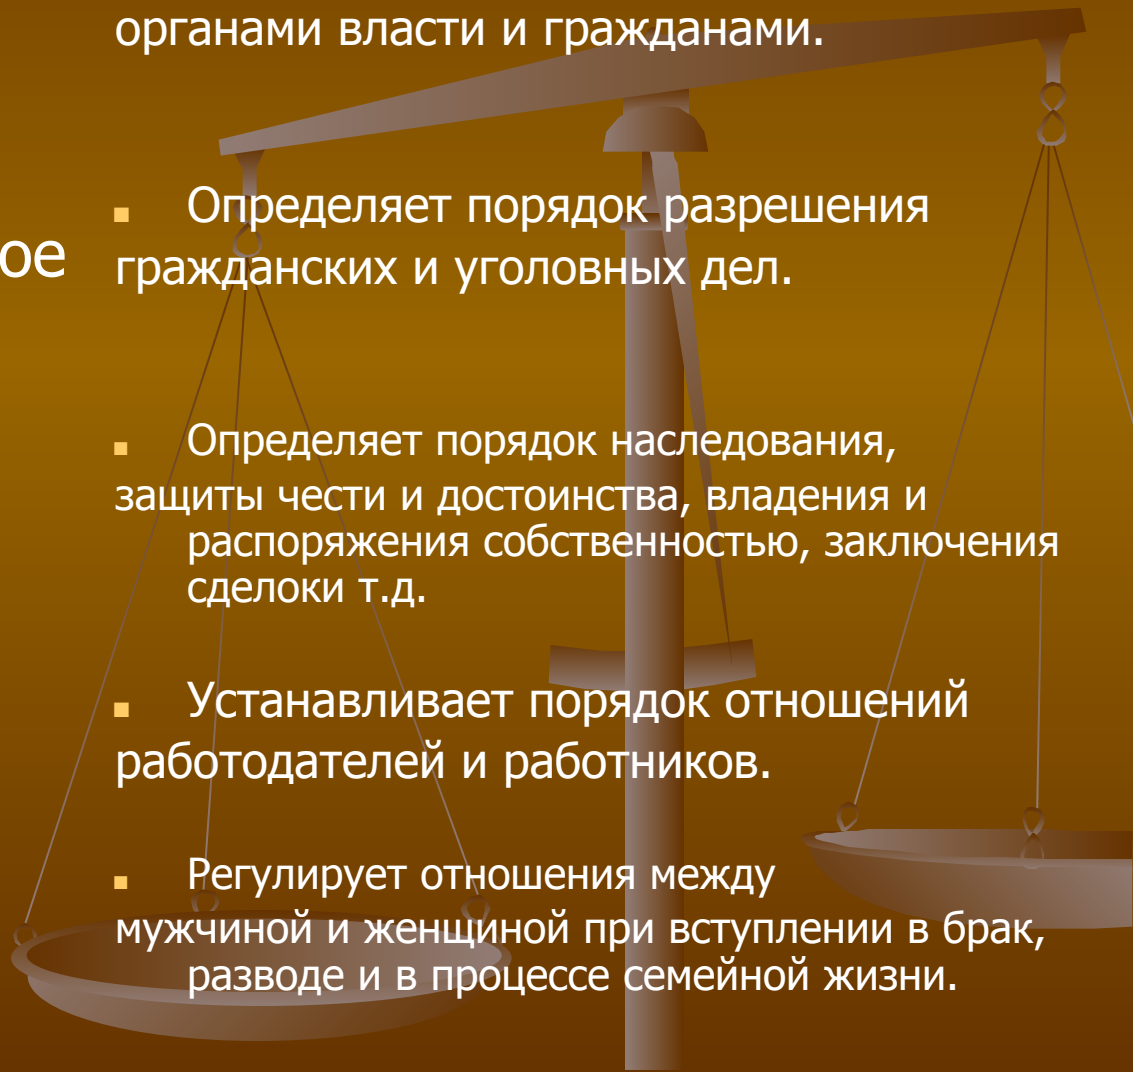 органами власти и гражданами.
▪ Определяет порядок разрешения
ое
гражданских и уголовных дел.
▪ Определяет порядок наследования,
защиты чести и достоинства, владения и
распоряжения собственностью, заключения
сделоки т.д.
▪ Устанавливает порядок отношений
работодателей и работников.
▪ Регулирует отношения между
мужчиной и женщиной при вступлении в брак,
разводе и в процессе семейной жизни.